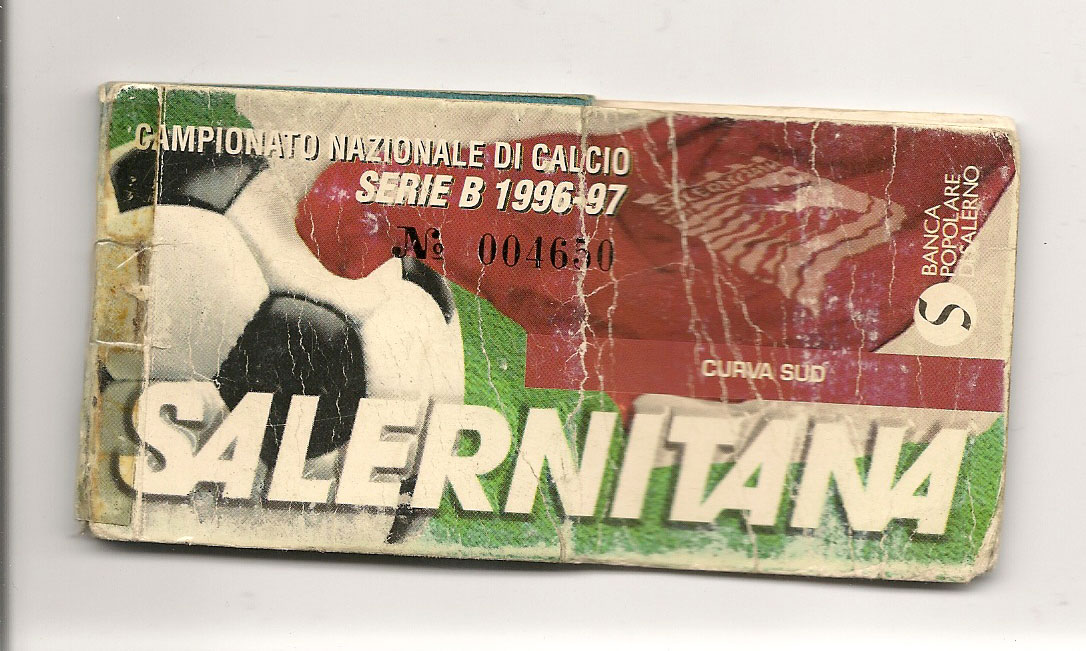 CAMPIONATO NAZIONALE DI CALCIO
SERIE B 1996-97
№ 004650
BANCA
POPOLARE
DI SALERNO
S
CURVA SUD
SALERNITANA